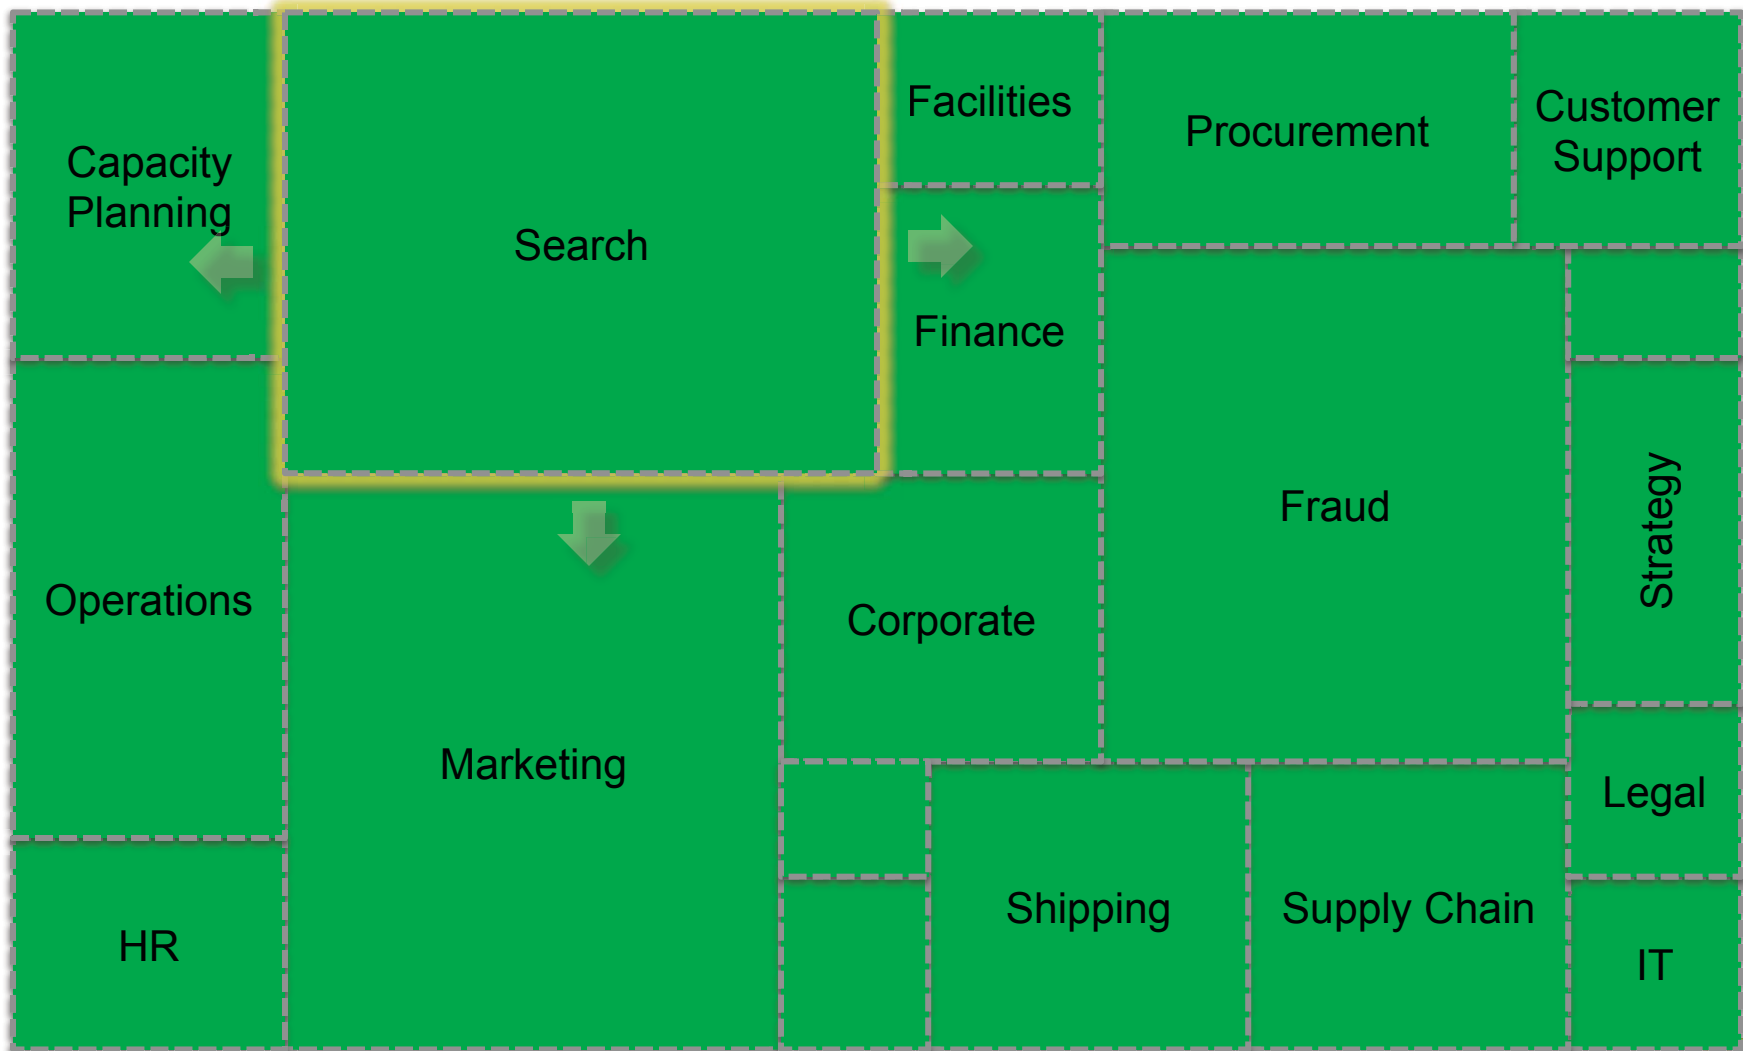 Capacity
Planning
Search
Facilities
Procurement
Customer
Support
Finance
Fraud
Strategy
Operations
Corporate
Marketing
Legal
Shipping
Supply Chain
HR
IT